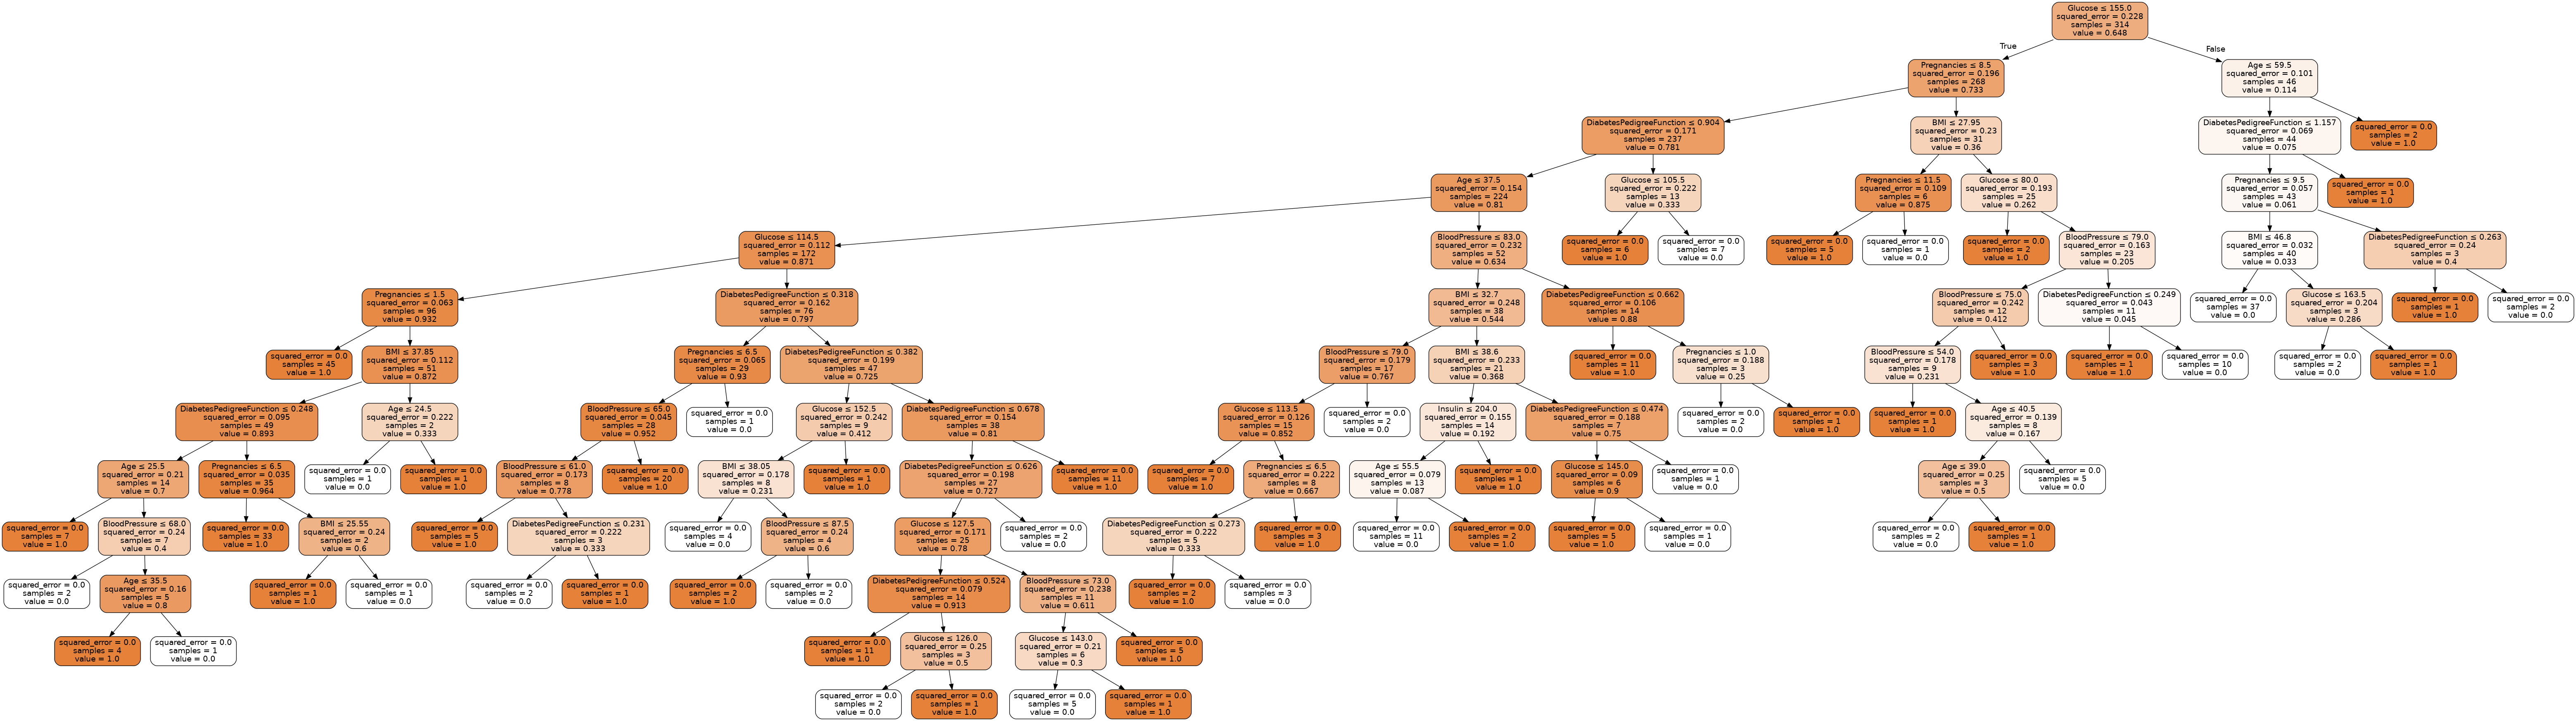 Glucose ≤ 155.0
squared_error = 0.228
samples = 314
value = 0.648
True
False
Pregnancies ≤ 8.5
squared_error = 0.196
samples = 268
value = 0.733
Age ≤ 59.5
squared_error = 0.101
samples = 46
value = 0.114
DiabetesPedigreeFunction ≤ 0.904
squared_error = 0.171
samples = 237
value = 0.781
BMI ≤ 27.95
squared_error = 0.23
samples = 31
value = 0.36
DiabetesPedigreeFunction ≤ 1.157
squared_error = 0.069
samples = 44
value = 0.075
squared_error = 0.0
samples = 2
value = 1.0
Age ≤ 37.5
squared_error = 0.154
samples = 224
value = 0.81
Glucose ≤ 105.5
squared_error = 0.222
samples = 13
value = 0.333
Pregnancies ≤ 11.5
squared_error = 0.109
samples = 6
value = 0.875
Glucose ≤ 80.0
squared_error = 0.193
samples = 25
value = 0.262
Pregnancies ≤ 9.5
squared_error = 0.057
samples = 43
value = 0.061
squared_error = 0.0
samples = 1
value = 1.0
Glucose ≤ 114.5
squared_error = 0.112
samples = 172
value = 0.871
BloodPressure ≤ 83.0
squared_error = 0.232
samples = 52
value = 0.634
squared_error = 0.0
samples = 6
value = 1.0
squared_error = 0.0
samples = 7
value = 0.0
squared_error = 0.0
samples = 5
value = 1.0
squared_error = 0.0
samples = 1
value = 0.0
squared_error = 0.0
samples = 2
value = 1.0
BloodPressure ≤ 79.0
squared_error = 0.163
samples = 23
value = 0.205
BMI ≤ 46.8
squared_error = 0.032
samples = 40
value = 0.033
DiabetesPedigreeFunction ≤ 0.263
squared_error = 0.24
samples = 3
value = 0.4
Pregnancies ≤ 1.5
squared_error = 0.063
samples = 96
value = 0.932
DiabetesPedigreeFunction ≤ 0.318
squared_error = 0.162
samples = 76
value = 0.797
BMI ≤ 32.7
squared_error = 0.248
samples = 38
value = 0.544
DiabetesPedigreeFunction ≤ 0.662
squared_error = 0.106
samples = 14
value = 0.88
BloodPressure ≤ 75.0
squared_error = 0.242
samples = 12
value = 0.412
DiabetesPedigreeFunction ≤ 0.249
squared_error = 0.043
samples = 11
value = 0.045
squared_error = 0.0
samples = 37
value = 0.0
Glucose ≤ 163.5
squared_error = 0.204
samples = 3
value = 0.286
squared_error = 0.0
samples = 1
value = 1.0
squared_error = 0.0
samples = 2
value = 0.0
squared_error = 0.0
samples = 45
value = 1.0
BMI ≤ 37.85
squared_error = 0.112
samples = 51
value = 0.872
Pregnancies ≤ 6.5
squared_error = 0.065
samples = 29
value = 0.93
DiabetesPedigreeFunction ≤ 0.382
squared_error = 0.199
samples = 47
value = 0.725
BloodPressure ≤ 79.0
squared_error = 0.179
samples = 17
value = 0.767
BMI ≤ 38.6
squared_error = 0.233
samples = 21
value = 0.368
squared_error = 0.0
samples = 11
value = 1.0
Pregnancies ≤ 1.0
squared_error = 0.188
samples = 3
value = 0.25
BloodPressure ≤ 54.0
squared_error = 0.178
samples = 9
value = 0.231
squared_error = 0.0
samples = 3
value = 1.0
squared_error = 0.0
samples = 1
value = 1.0
squared_error = 0.0
samples = 10
value = 0.0
squared_error = 0.0
samples = 2
value = 0.0
squared_error = 0.0
samples = 1
value = 1.0
DiabetesPedigreeFunction ≤ 0.248
squared_error = 0.095
samples = 49
value = 0.893
Age ≤ 24.5
squared_error = 0.222
samples = 2
value = 0.333
BloodPressure ≤ 65.0
squared_error = 0.045
samples = 28
value = 0.952
squared_error = 0.0
samples = 1
value = 0.0
Glucose ≤ 152.5
squared_error = 0.242
samples = 9
value = 0.412
DiabetesPedigreeFunction ≤ 0.678
squared_error = 0.154
samples = 38
value = 0.81
Glucose ≤ 113.5
squared_error = 0.126
samples = 15
value = 0.852
squared_error = 0.0
samples = 2
value = 0.0
Insulin ≤ 204.0
squared_error = 0.155
samples = 14
value = 0.192
DiabetesPedigreeFunction ≤ 0.474
squared_error = 0.188
samples = 7
value = 0.75
squared_error = 0.0
samples = 2
value = 0.0
squared_error = 0.0
samples = 1
value = 1.0
squared_error = 0.0
samples = 1
value = 1.0
Age ≤ 40.5
squared_error = 0.139
samples = 8
value = 0.167
Age ≤ 25.5
squared_error = 0.21
samples = 14
value = 0.7
Pregnancies ≤ 6.5
squared_error = 0.035
samples = 35
value = 0.964
squared_error = 0.0
samples = 1
value = 0.0
squared_error = 0.0
samples = 1
value = 1.0
BloodPressure ≤ 61.0
squared_error = 0.173
samples = 8
value = 0.778
squared_error = 0.0
samples = 20
value = 1.0
BMI ≤ 38.05
squared_error = 0.178
samples = 8
value = 0.231
squared_error = 0.0
samples = 1
value = 1.0
DiabetesPedigreeFunction ≤ 0.626
squared_error = 0.198
samples = 27
value = 0.727
squared_error = 0.0
samples = 11
value = 1.0
squared_error = 0.0
samples = 7
value = 1.0
Pregnancies ≤ 6.5
squared_error = 0.222
samples = 8
value = 0.667
Age ≤ 55.5
squared_error = 0.079
samples = 13
value = 0.087
squared_error = 0.0
samples = 1
value = 1.0
Glucose ≤ 145.0
squared_error = 0.09
samples = 6
value = 0.9
squared_error = 0.0
samples = 1
value = 0.0
Age ≤ 39.0
squared_error = 0.25
samples = 3
value = 0.5
squared_error = 0.0
samples = 5
value = 0.0
squared_error = 0.0
samples = 7
value = 1.0
BloodPressure ≤ 68.0
squared_error = 0.24
samples = 7
value = 0.4
squared_error = 0.0
samples = 33
value = 1.0
BMI ≤ 25.55
squared_error = 0.24
samples = 2
value = 0.6
squared_error = 0.0
samples = 5
value = 1.0
DiabetesPedigreeFunction ≤ 0.231
squared_error = 0.222
samples = 3
value = 0.333
squared_error = 0.0
samples = 4
value = 0.0
BloodPressure ≤ 87.5
squared_error = 0.24
samples = 4
value = 0.6
Glucose ≤ 127.5
squared_error = 0.171
samples = 25
value = 0.78
squared_error = 0.0
samples = 2
value = 0.0
DiabetesPedigreeFunction ≤ 0.273
squared_error = 0.222
samples = 5
value = 0.333
squared_error = 0.0
samples = 3
value = 1.0
squared_error = 0.0
samples = 11
value = 0.0
squared_error = 0.0
samples = 2
value = 1.0
squared_error = 0.0
samples = 5
value = 1.0
squared_error = 0.0
samples = 1
value = 0.0
squared_error = 0.0
samples = 2
value = 0.0
squared_error = 0.0
samples = 1
value = 1.0
squared_error = 0.0
samples = 2
value = 0.0
Age ≤ 35.5
squared_error = 0.16
samples = 5
value = 0.8
squared_error = 0.0
samples = 1
value = 1.0
squared_error = 0.0
samples = 1
value = 0.0
squared_error = 0.0
samples = 2
value = 0.0
squared_error = 0.0
samples = 1
value = 1.0
squared_error = 0.0
samples = 2
value = 1.0
squared_error = 0.0
samples = 2
value = 0.0
DiabetesPedigreeFunction ≤ 0.524
squared_error = 0.079
samples = 14
value = 0.913
BloodPressure ≤ 73.0
squared_error = 0.238
samples = 11
value = 0.611
squared_error = 0.0
samples = 2
value = 1.0
squared_error = 0.0
samples = 3
value = 0.0
squared_error = 0.0
samples = 4
value = 1.0
squared_error = 0.0
samples = 1
value = 0.0
squared_error = 0.0
samples = 11
value = 1.0
Glucose ≤ 126.0
squared_error = 0.25
samples = 3
value = 0.5
Glucose ≤ 143.0
squared_error = 0.21
samples = 6
value = 0.3
squared_error = 0.0
samples = 5
value = 1.0
squared_error = 0.0
samples = 2
value = 0.0
squared_error = 0.0
samples = 1
value = 1.0
squared_error = 0.0
samples = 5
value = 0.0
squared_error = 0.0
samples = 1
value = 1.0